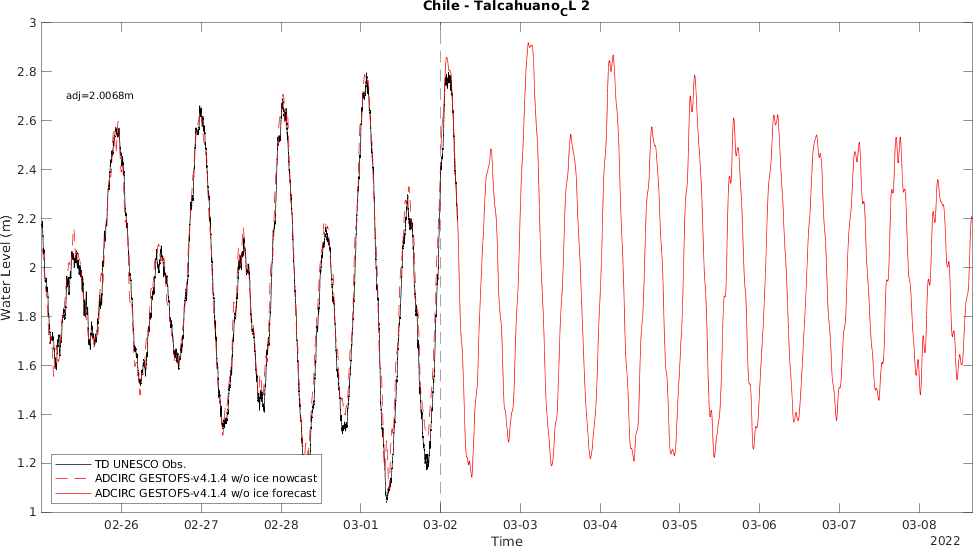 Chile - Talcahuano_CL 2
adj=2.0068m
Water Level (m)
3
2.8
2.6
2.4
2.2
2
1.8
1.6
1.4
1.2
1
TD UNESCO Obs.
ADCIRC GESTOFS-v4.1.4 w/o ice nowcast
ADCIRC GESTOFS-v4.1.4 w/o ice forecast
02-26 02-27 02-28 03-01 03-02 03-03 03-04 03-05 03-06 03-07 03-08
Time
2022